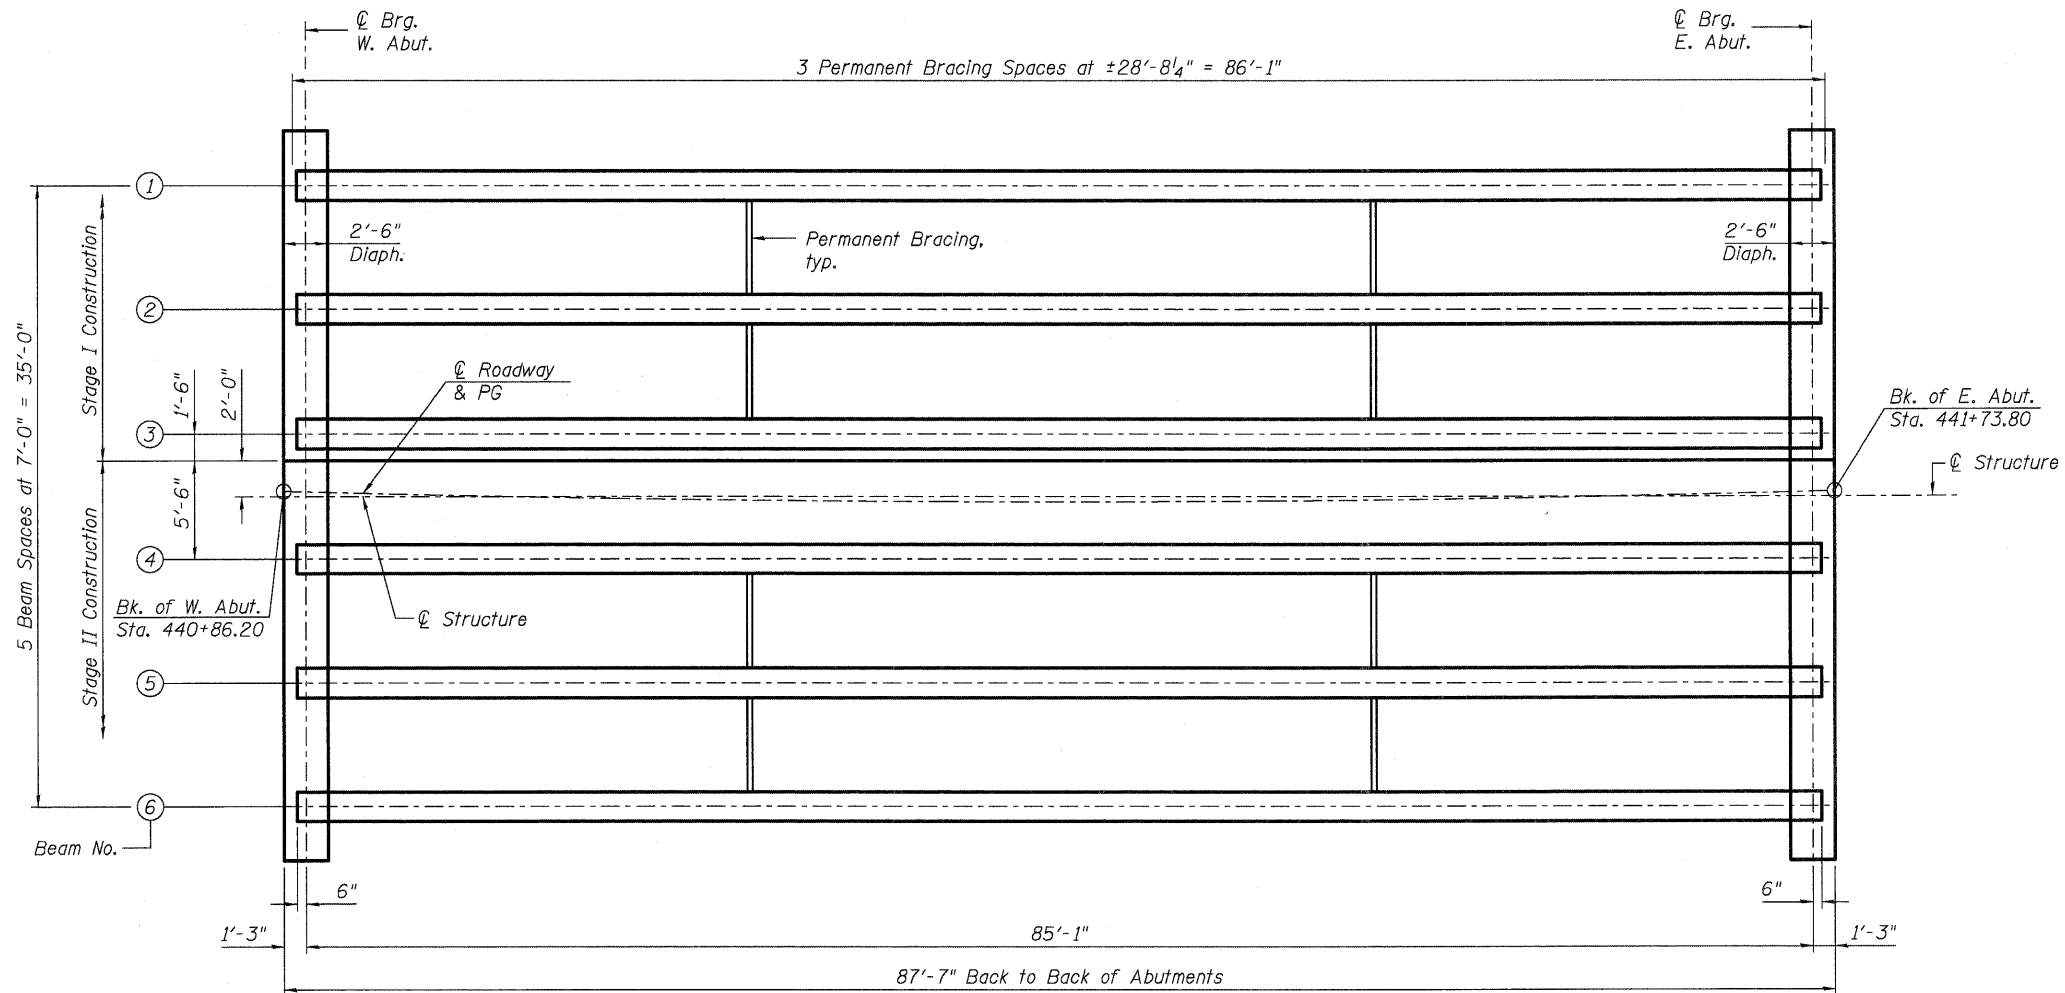 ℄ Brg.
W. Abut.
℄ Brg.
E. Abut.
3 Permanent Bracing Spaces at ±28'-8¼" = 86'-1"
1
2'-6"
Diaph.
Permanent Bracing,
typ.
2'-6"
Diaph.
Stage I Construction
2
5 Beam Spaces at 7'-0" = 35'-0"
1'-6"
2'-0"
℄ Roadway
& PG
3
Bk. of E. Abut.
Sta. 441+73.80
℄ Structure
5'-6"
Stage II Construction
4
Bk. of W. Abut.
Sta. 440+86.20
℄ Structure
5
6
Beam No.
6"
6"
1'-3"
85'-1"
1'-3"
87'-7" Back to Back of Abutments